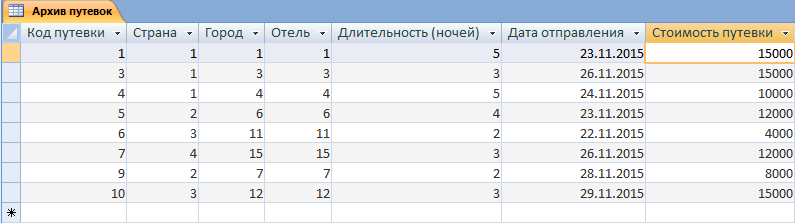 Архив путевок
Код путевки Страна Город Отель Длительность (ночей) Дата отправления Стоимость путевки
1 1 1 1 5 23.11.2015 15000
3 1 3 3 3 26.11.2015 15000
4 1 4 4 5 24.11.2015 10000
5 2 6 6 4 23.11.2015 12000
6 3 11 11 2 22.11.2015 4000
7 4 15 15 3 26.11.2015 12000
9 2 7 7 2 28.11.2015 8000
10 3 12 12 3 29.11.2015 15000